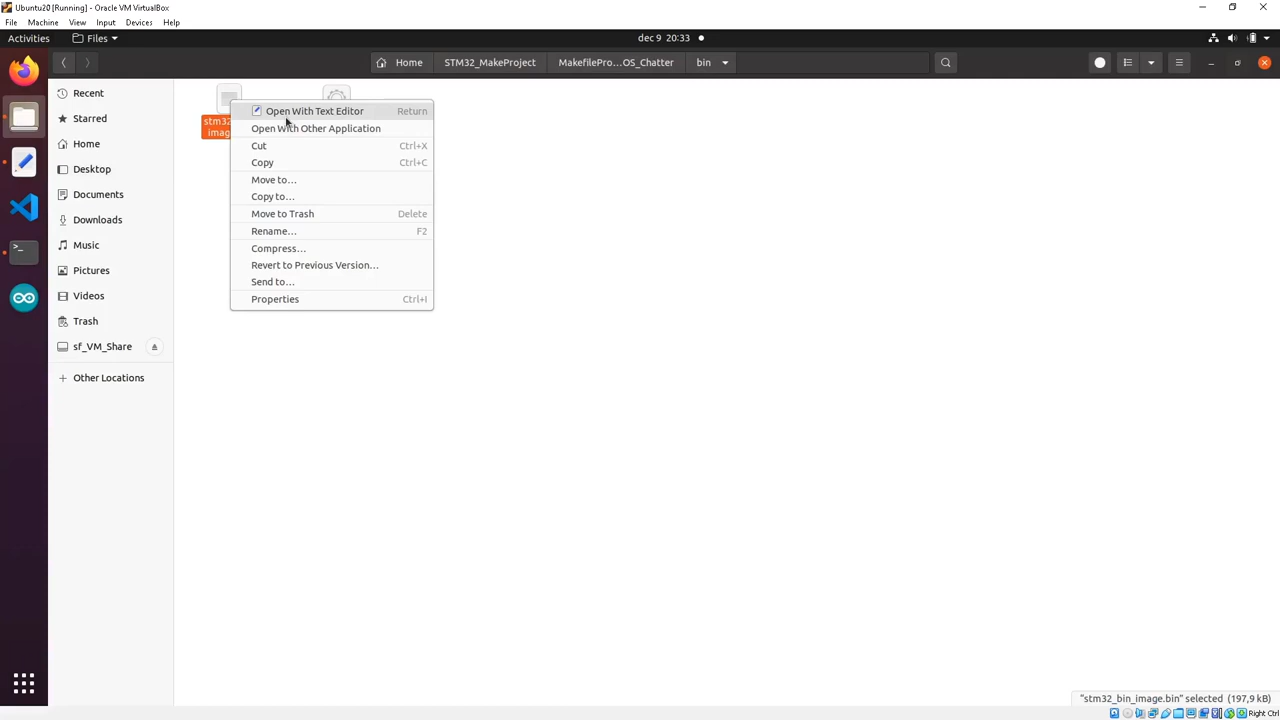 Ubuntu20 [Running] - Oracle VM VirtualBox
File Machine View Input Devices Help
Activities Files dec 9 20:33
Home STM32_MakeProject MakefilePro...OS_Chatter bin
Recent
Starred
Home
Desktop
Documents
Downloads
Music
Pictures
Videos
Trash
sf_VM_Share
+ Other Locations
stm32
imag
Open With Text Editor Return
Open With Other Application
Cut Ctrl+X
Copy Ctrl+C
Move to…
Copy to…
Move to Trash Delete
Rename… F2
Compress…
Revert to Previous Version…
Send to…
Properties Ctrl+I
"stm32_bin_image.bin" selected (197,9 kB)
Right Ctrl